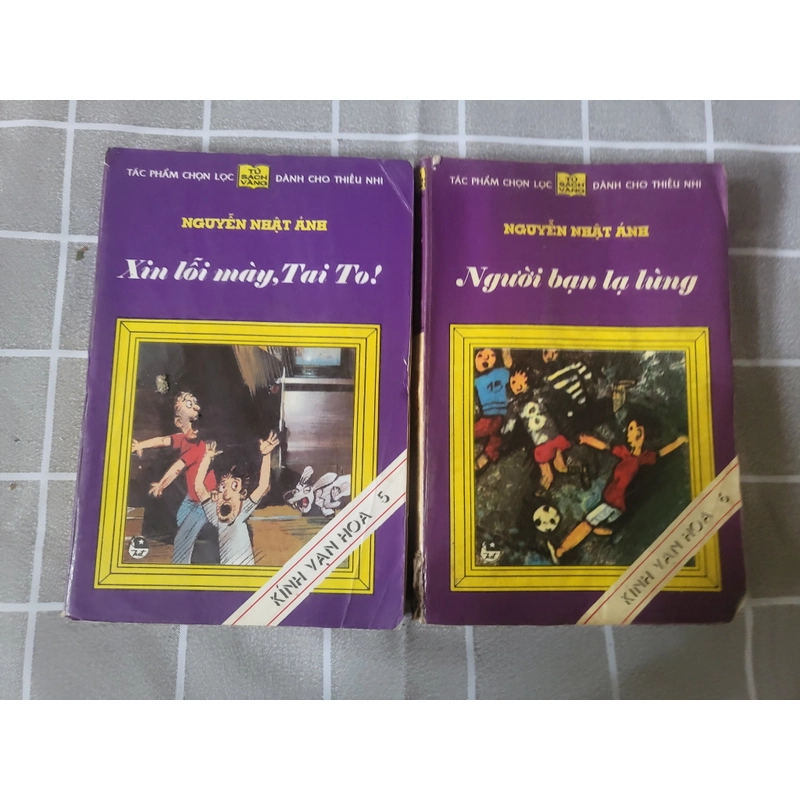 TÁC PHẨM CHỌN LỌC TỦ SÁCH VÀNG DÀNH CHO THIẾU NHI
NGUYỄN NHẬT ÁNH
Xin lỗi mày, Tai To!
15
KÍNH VẠN HOA 5
TÁC PHẨM CHỌN LỌC TỦ SÁCH VÀNG DÀNH CHO THIẾU NHI
NGUYỄN NHẬT ÁNH
Người bạn lạ lùng
KÍNH VẠN HOA 6